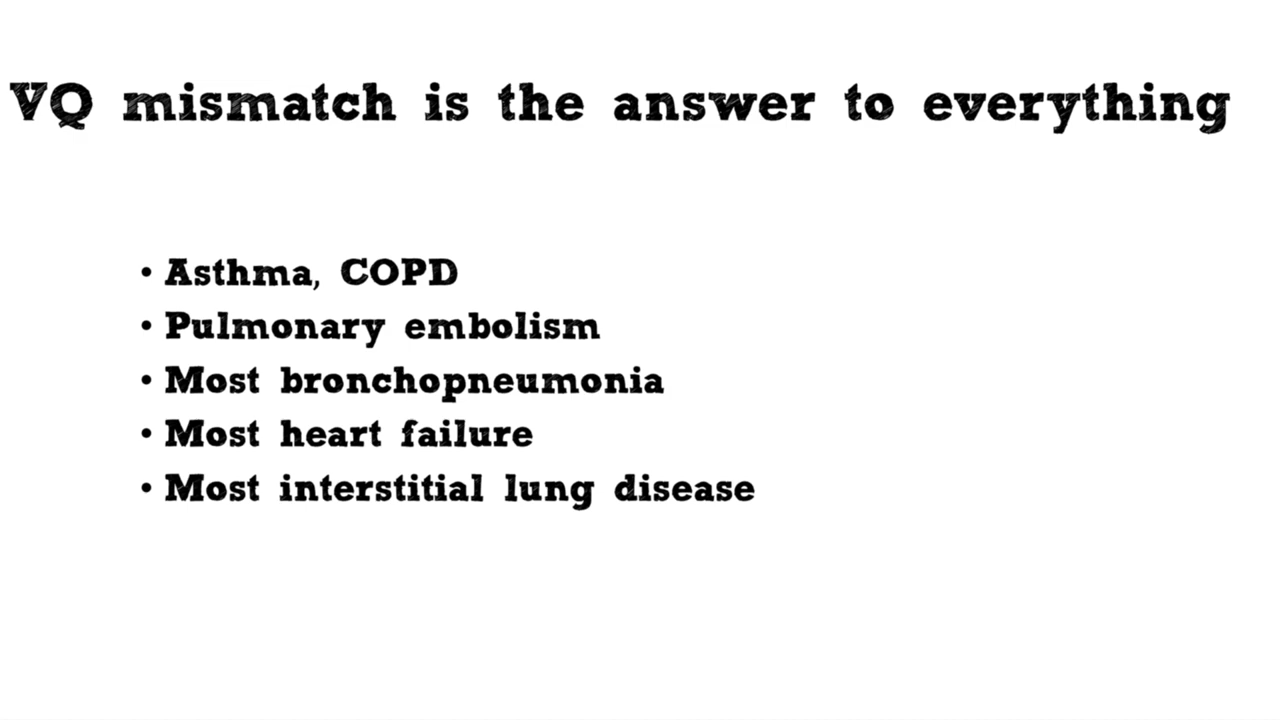 VQ mismatch is the answer to everything
• Asthma, COPD
• Pulmonary embolism
• Most bronchopneumonia
• Most heart failure
• Most interstitial lung disease